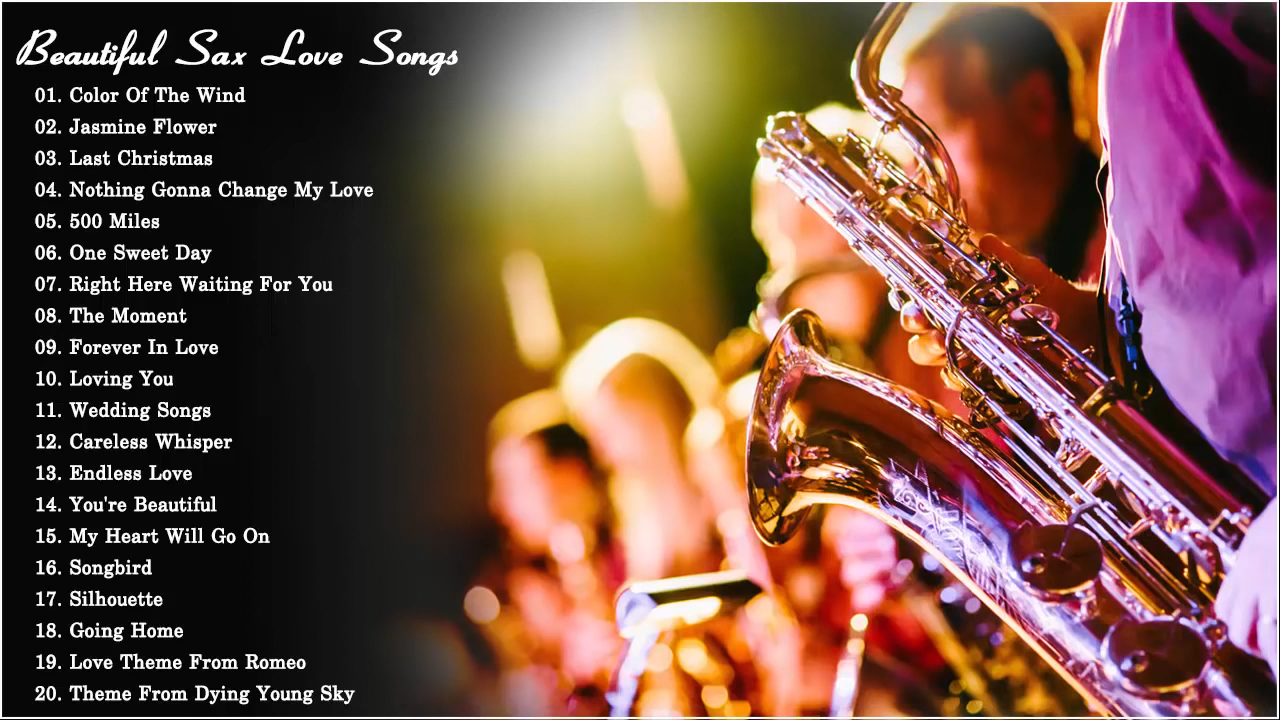 Beautiful Sax Love Songs
01. Color Of The Wind
02. Jasmine Flower
03. Last Christmas
04. Nothing Gonna Change My Love
05. 500 Miles
06. One Sweet Day
07. Right Here Waiting For You
08. The Moment
09. Forever In Love
10. Loving You
11. Wedding Songs
12. Careless Whisper
13. Endless Love
14. You're Beautiful
15. My Heart Will Go On
16. Songbird
17. Silhouette
18. Going Home
19. Love Theme From Romeo
20. Theme From Dying Young Sky